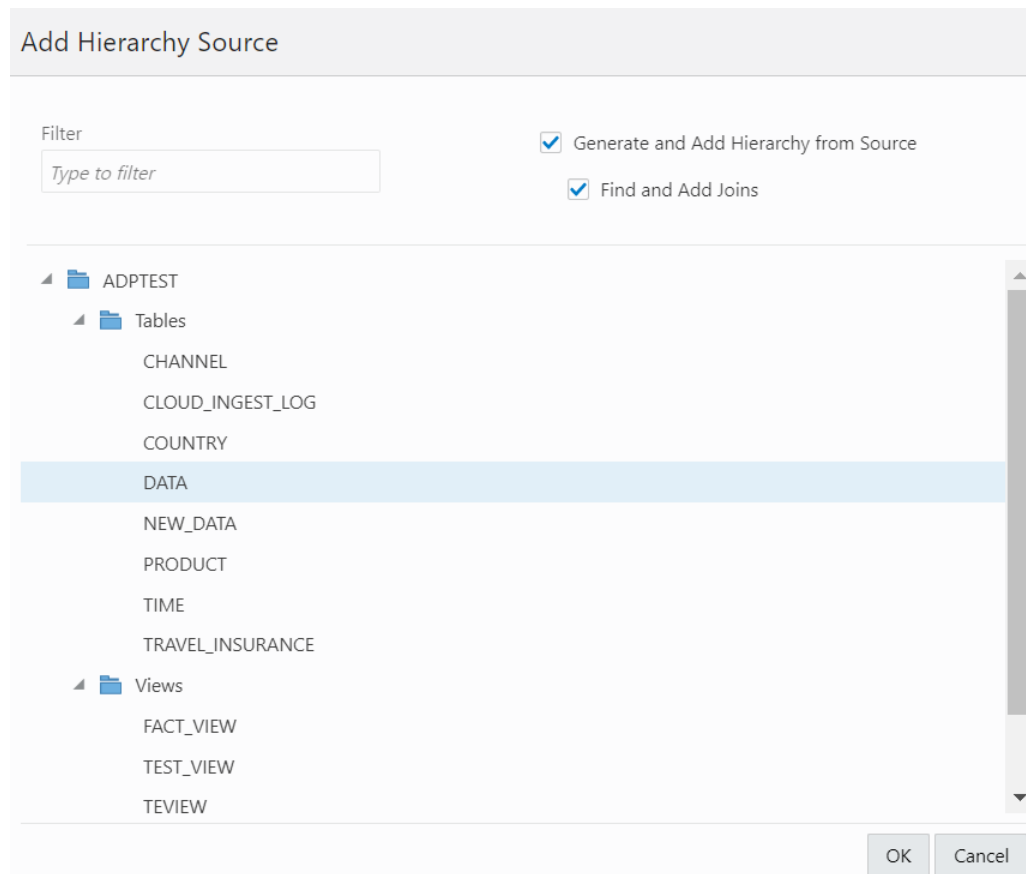 Add Hierarchy Source
Filter
Type to filter
Generate and Add Hierarchy from Source
Find and Add Joins
ADPTEST
Tables
CHANNEL
CLOUD_INGEST_LOG
COUNTRY
DATA
NEW_DATA
PRODUCT
TIME
TRAVEL_INSURANCE
Views
FACT_VIEW
TEST_VIEW
TEVIEW
OK Cancel